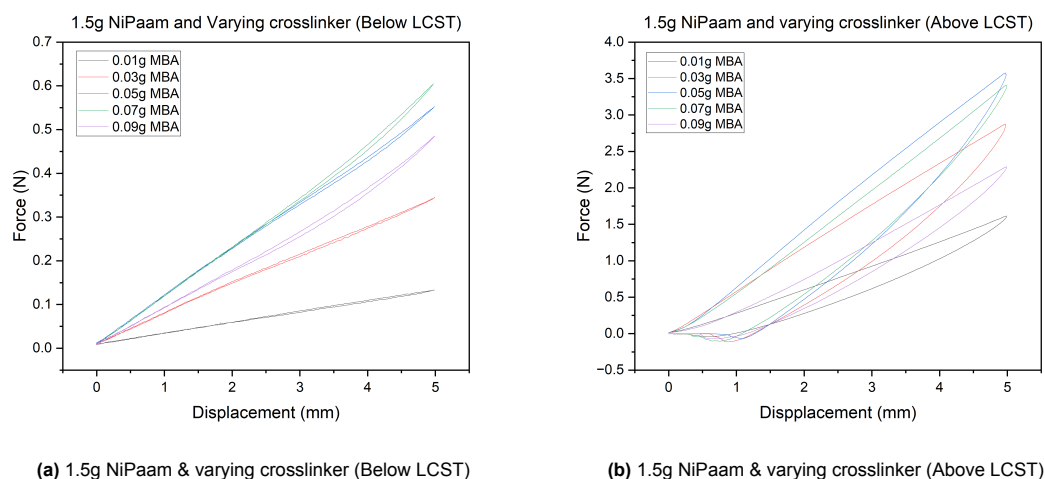 1.5g NiPaam and Varying crosslinker (Below LCST)
0.7
0.6
0.5
0.4
0.3
0.2
0.1
0.0
Force (N)
0.01g MBA
0.03g MBA
0.05g MBA
0.07g MBA
0.09g MBA
0 1 2 3 4 5
Displacement (mm)
(a) 1.5g NiPaam & varying crosslinker (Below LCST)
1.5g NiPaam and varying crosslinker (Above LCST)
4.0
3.5
3.0
2.5
2.0
1.5
1.0
0.5
0.0
−0.5
Force (N)
0.01g MBA
0.03g MBA
0.05g MBA
0.07g MBA
0.09g MBA
0 1 2 3 4 5
Dispplacement (mm)
(b) 1.5g NiPaam & varying crosslinker (Above LCST)